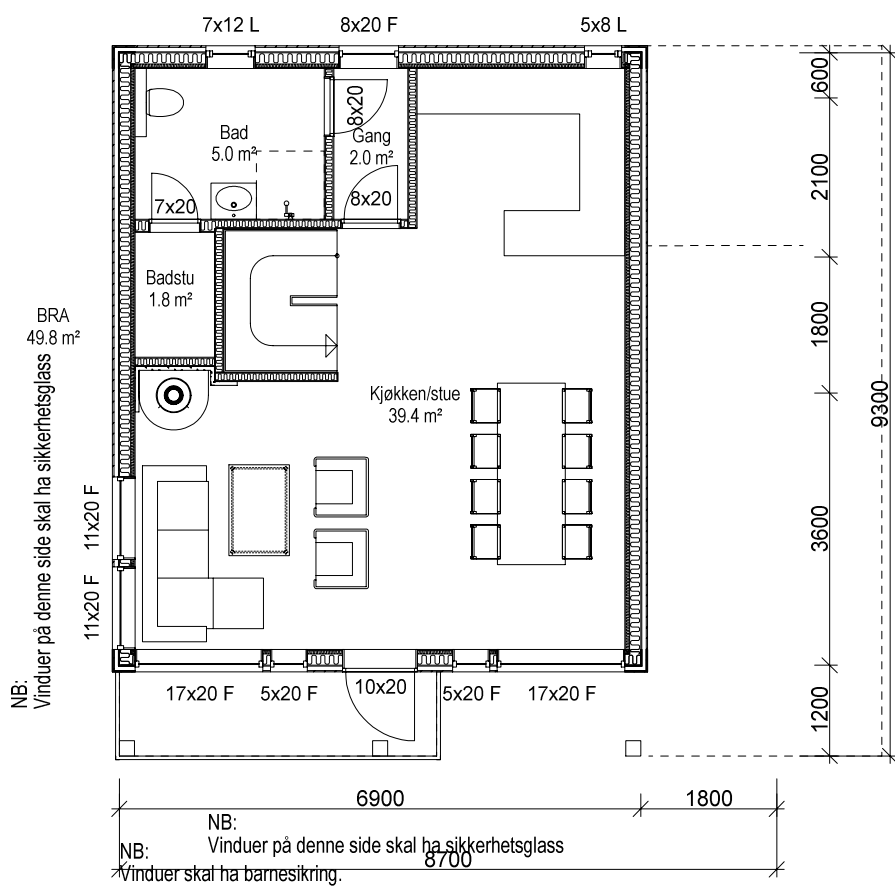 7x12 L
8x20 F
5x8 L
600
8x20
Bad
5.0 m²
Gang
2.0 m²
2100
7x20
8x20
Badstu
1.8 m²
BRA
49.8 m²
1800
Kjøkken/stue
39.4 m²
9300
11x20 F
3600
11x20 F
NB:
Vinduer på denne side skal ha sikkerhetsglass
17x20 F
5x20 F
10x20
5x20 F
17x20 F
1200
6900
1800
NB:
Vinduer på denne side skal ha sikkerhetsglass
8700
NB:
Vinduer skal ha barnesikring.